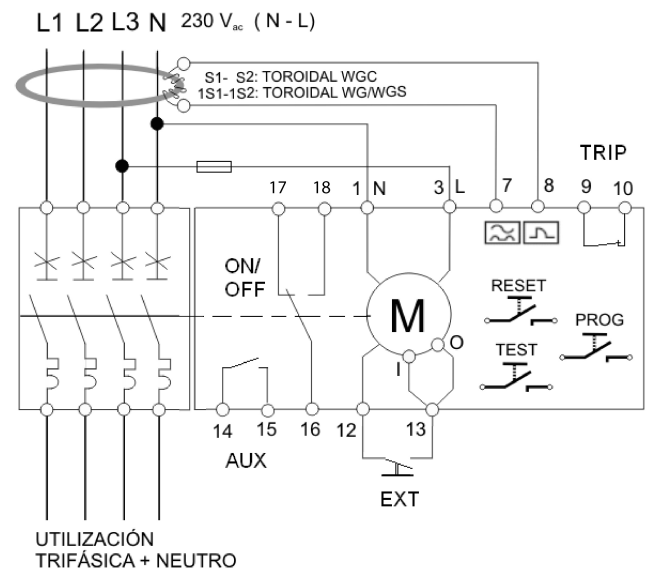 L1 L2 L3 N 230 Vac ( N - L)
S1- S2: TOROIDAL WGC
1S1-1S2: TOROIDAL WG/WGS
TRIP
17 18 1 N 3 L 7 8 9 10
ON/
OFF
M
RESET
PROG
TEST
I O
14 15 16 12 13
AUX
EXT
UTILIZACIÓN
TRIFÁSICA + NEUTRO